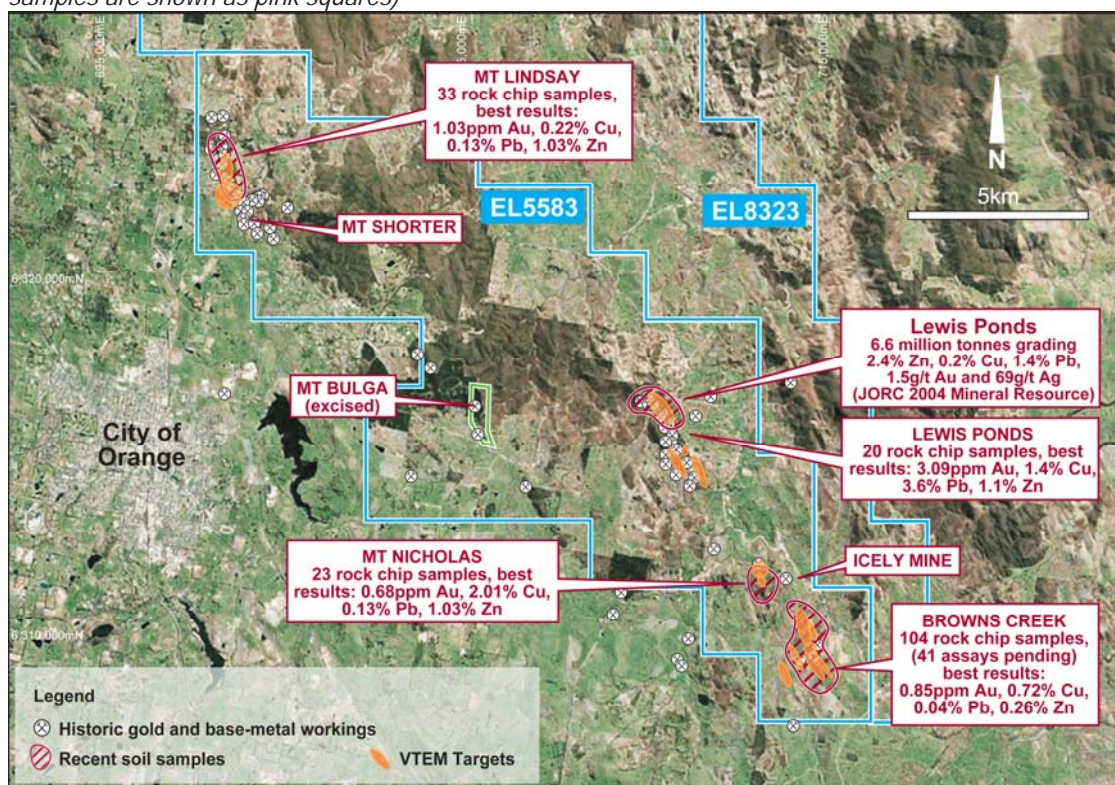 samples are shown as pink squares)
695,000mE
715,000mE
MT LINDSAY
33 rock chip samples,
best results:
1.03ppm Au, 0.22% Cu,
0.13% Pb, 1.03% Zn
N
5km
EL5583
EL8323
MT SHORTER
6 320,000mN
Lewis Ponds
6.6 million tonnes grading
2.4% Zn, 0.2% Cu, 1.4% Pb,
1.5g/t Au and 69g/t Ag
(JORC 2004 Mineral Resource)
MT BULGA
(excised)
City of
Orange
LEWIS PONDS
20 rock chip samples, best
results: 3.09ppm Au, 1.4% Cu,
3.6% Pb, 1.1% Zn
MT NICHOLAS
23 rock chip samples, best
results: 0.68ppm Au, 2.01% Cu,
0.13% Pb, 1.03% Zn
ICELY MINE
6 310,000mN
BROWNS CREEK
104 rock chip samples,
(41 assays pending)
best results:
0.85ppm Au, 0.72% Cu,
0.04% Pb, 0.26% Zn
Legend
Historic gold and base-metal workings
Recent soil samples
VTEM Targets